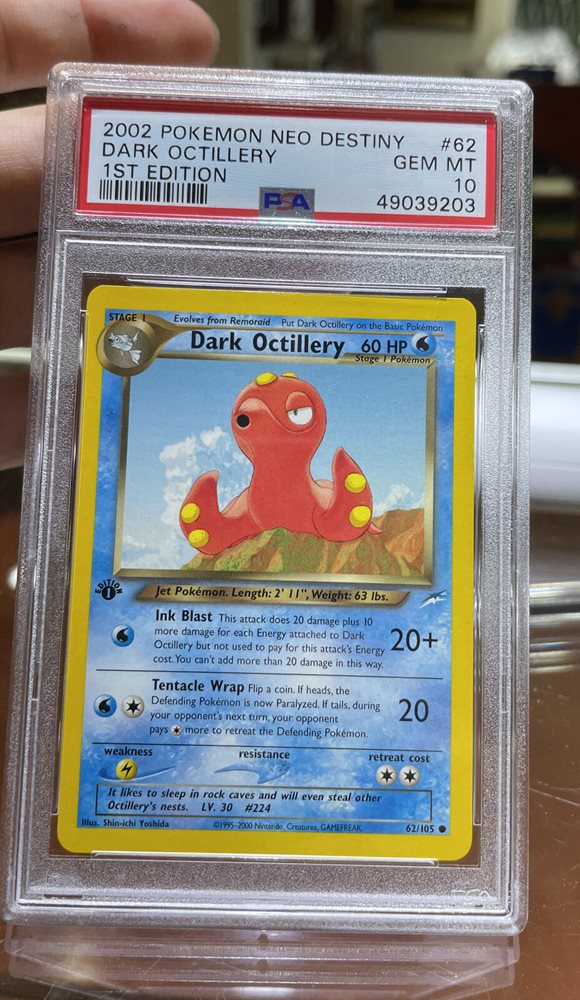 2002 POKEMON NEO DESTINY #62
DARK OCTILLERY GEM MT
1ST EDITION 10
PSA 49039203
STAGE 1 Evolves from Remoraid Put Dark Octillery on the Basic Pokémon
Dark Octillery 60 HP
Stage 1 Pokémon
EDITION 1
Jet Pokémon. Length: 2' 11", Weight: 63 lbs.
Ink Blast This attack does 20 damage plus 10
more damage for each Energy attached to Dark
Octillery but not used to pay for this attack's Energy
cost. You can't add more than 20 damage in this way.
20+
Tentacle Wrap Flip a coin. If heads, the
Defending Pokémon is now Paralyzed. If tails, during
your opponent's next turn, your opponent
pays more to retreat the Defending Pokémon.
20
weakness resistance retreat cost
It likes to sleep in rock caves and will even steal other
Octillery's nests. LV. 30 #224
Illus. Shin-ichi Yoshida ©1995-2000 Nintendo, Creatures, GAMEFREAK. 62/105